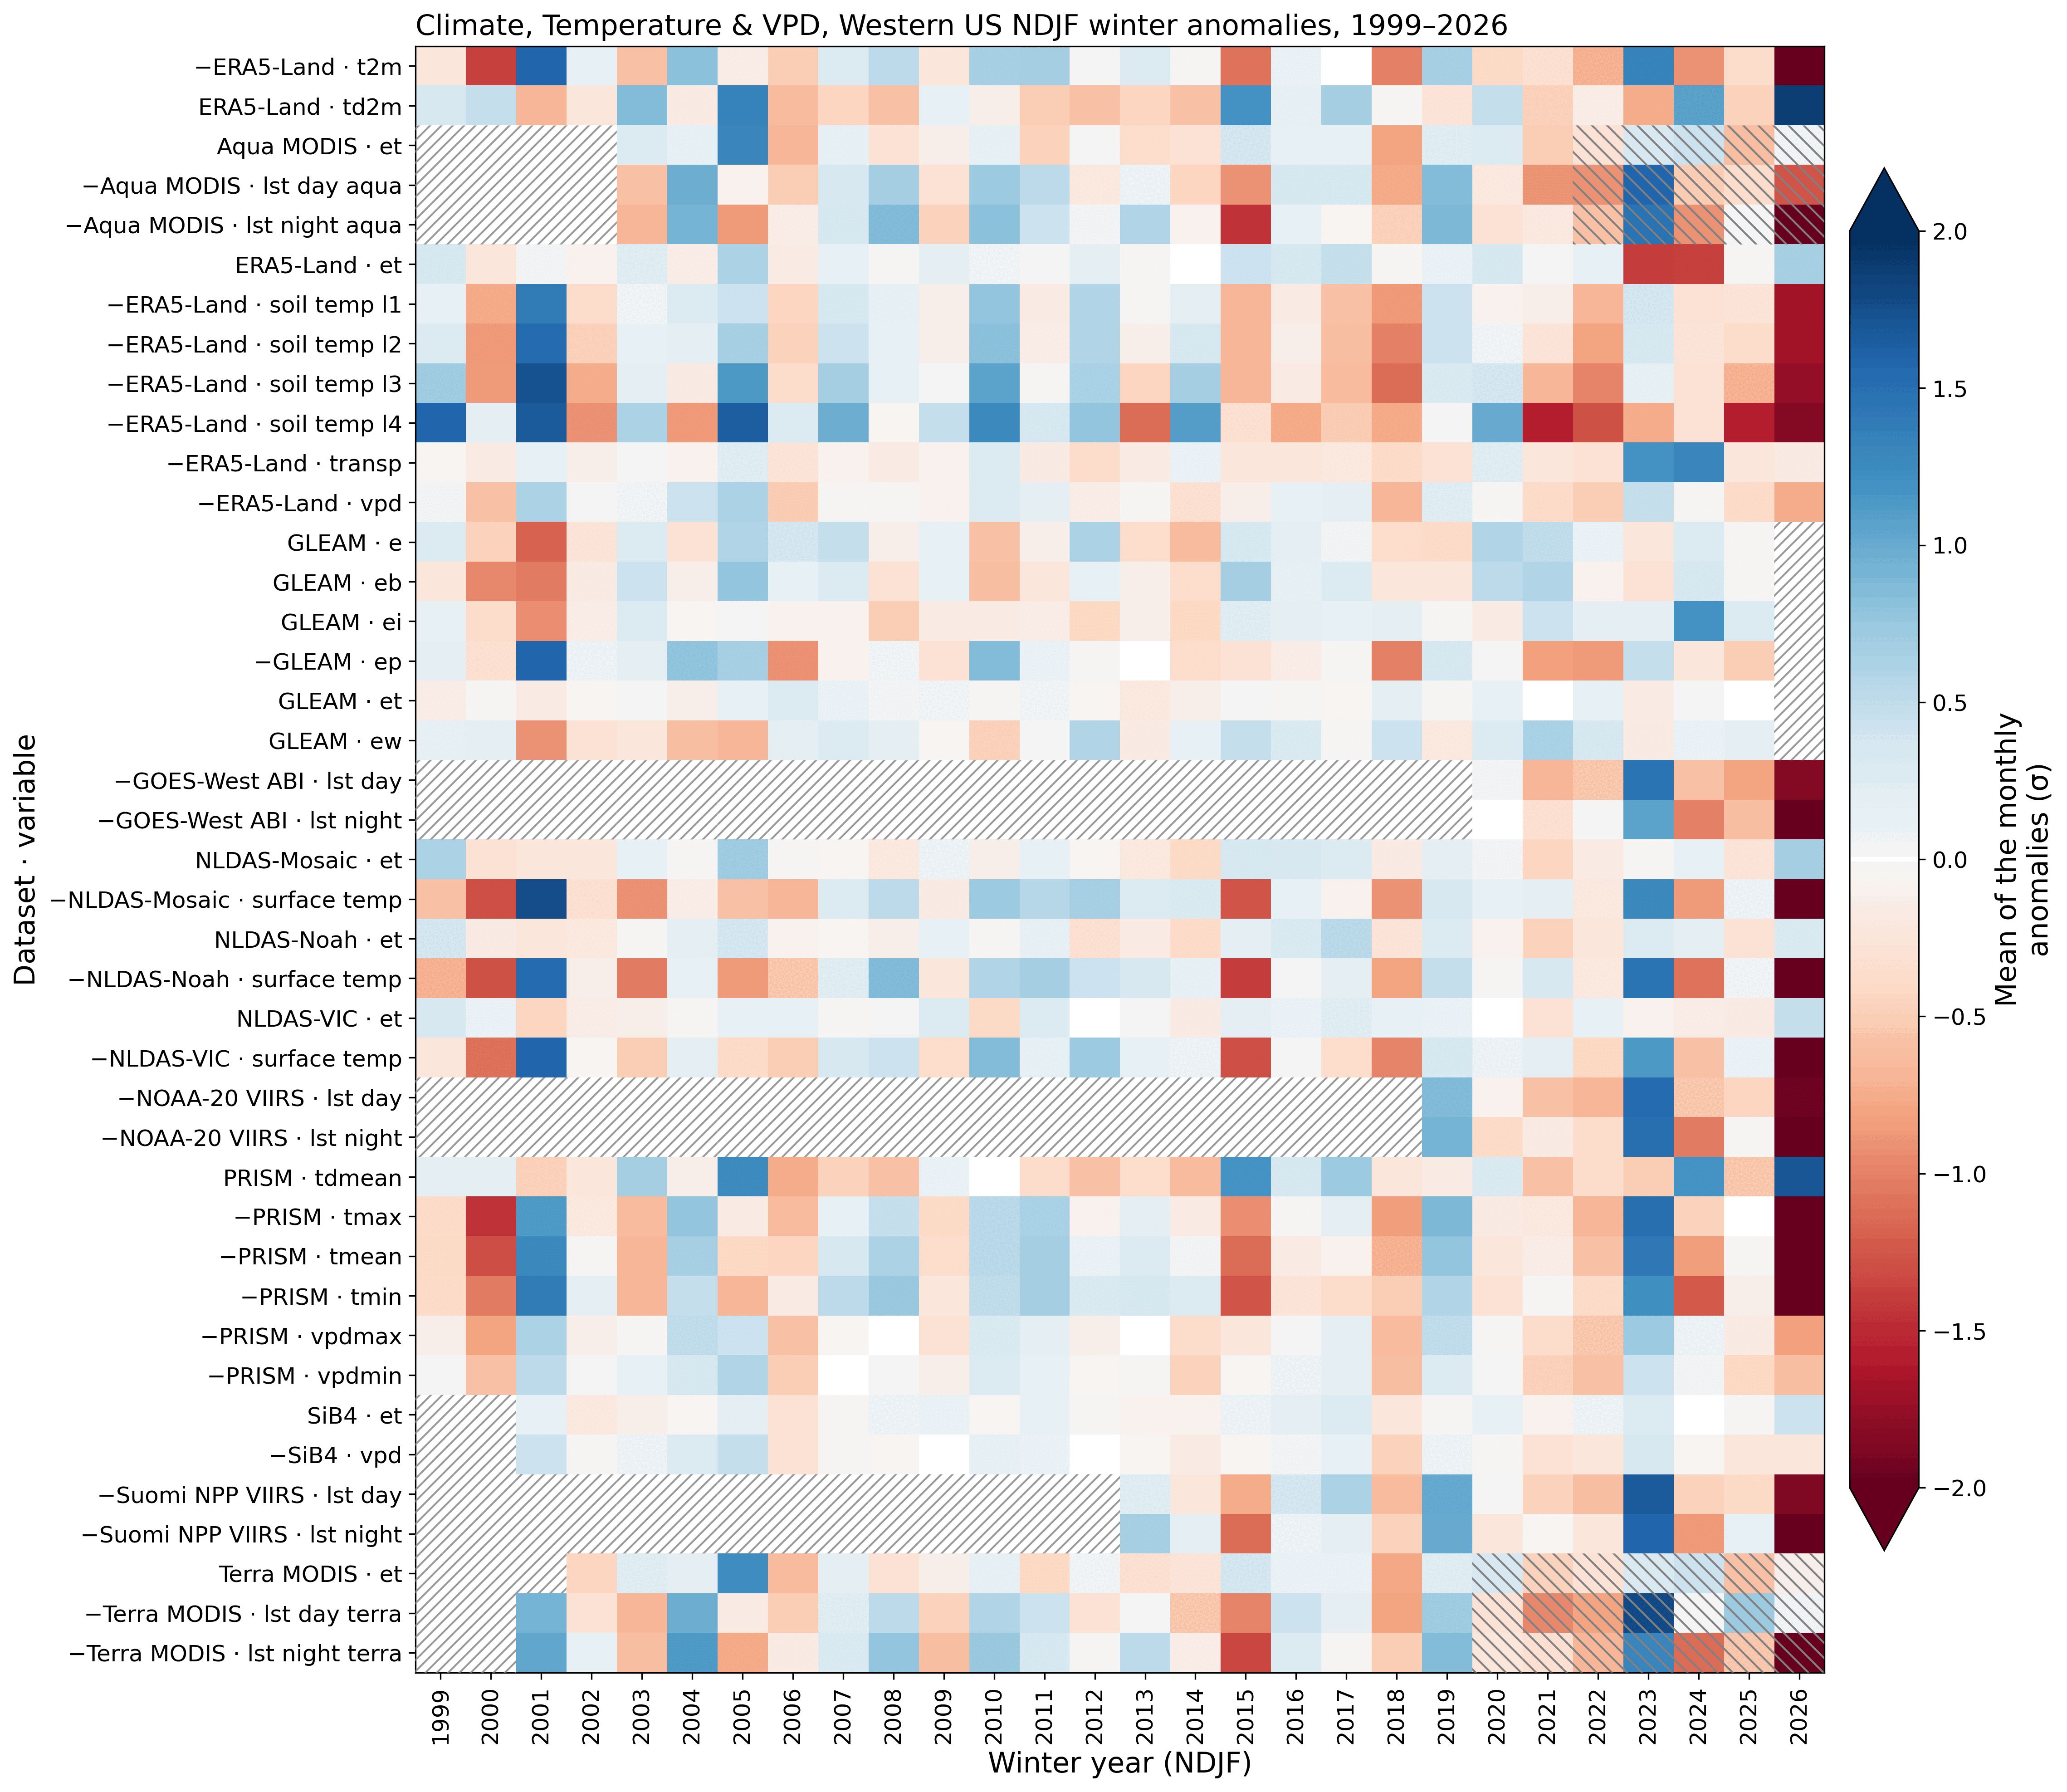 Climate, Temperature & VPD, Western US NDJF winter anomalies, 1999–2026
Dataset · variable
−ERA5-Land · t2m
ERA5-Land · td2m
Aqua MODIS · et
−Aqua MODIS · lst day aqua
−Aqua MODIS · lst night aqua
ERA5-Land · et
−ERA5-Land · soil temp l1
−ERA5-Land · soil temp l2
−ERA5-Land · soil temp l3
−ERA5-Land · soil temp l4
−ERA5-Land · transp
−ERA5-Land · vpd
GLEAM · e
GLEAM · eb
GLEAM · ei
−GLEAM · ep
GLEAM · et
GLEAM · ew
−GOES-West ABI · lst day
−GOES-West ABI · lst night
NLDAS-Mosaic · et
−NLDAS-Mosaic · surface temp
NLDAS-Noah · et
−NLDAS-Noah · surface temp
NLDAS-VIC · et
−NLDAS-VIC · surface temp
−NOAA-20 VIIRS · lst day
−NOAA-20 VIIRS · lst night
PRISM · tdmean
−PRISM · tmax
−PRISM · tmean
−PRISM · tmin
−PRISM · vpdmax
−PRISM · vpdmin
SiB4 · et
−SiB4 · vpd
−Suomi NPP VIIRS · lst day
−Suomi NPP VIIRS · lst night
Terra MODIS · et
−Terra MODIS · lst day terra
−Terra MODIS · lst night terra
1999 2000 2001 2002 2003 2004 2005 2006 2007 2008 2009 2010 2011 2012 2013 2014 2015 2016 2017 2018 2019 2020 2021 2022 2023 2024 2025 2026
Winter year (NDJF)
2.0
1.5
1.0
0.5
0.0
−0.5
−1.0
−1.5
−2.0
Mean of the monthly
anomalies (σ)